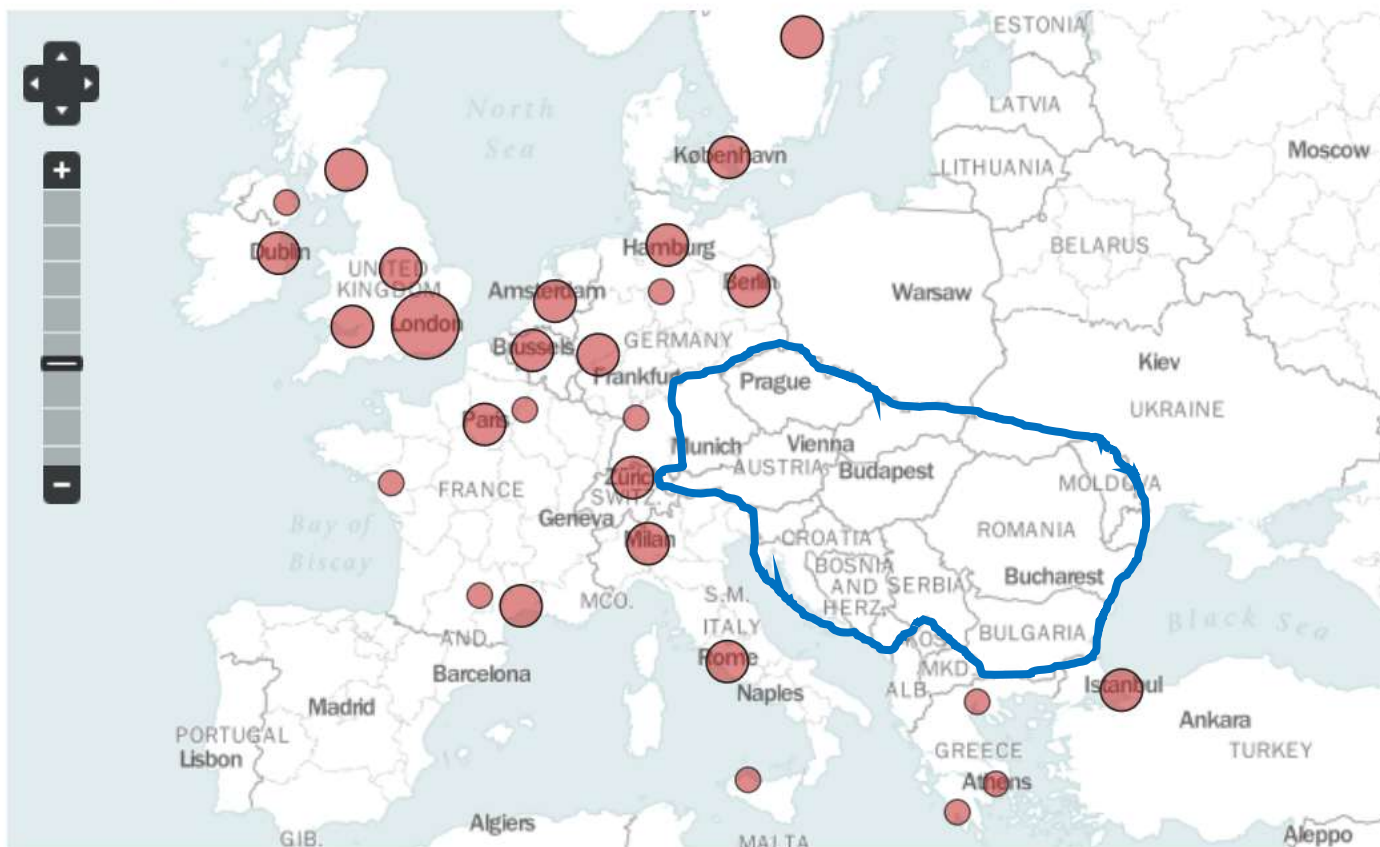 ESTONIA
North
Sea
LATVIA
København
Moscow
LITHUANIA
+
Dublin
Hamburg
BELARUS
UNITED
KINGDOM
Amsterdam
Berlin
Warsaw
London
Brussels
GERMANY
Kiev
Frankfurt
Prague
UKRAINE
Paris
Munich
Vienna
AUSTRIA
Budapest
Züric
SWITZ.
MOLDOVA
FRANCE
–
Geneva
Milan
CROATIA
ROMANIA
Bay of
Biscay
BOSNIA
AND
HERZ.
SERBIA
Bucharest
MCO.
S.M.
ITALY
Black Sea
BULGARIA
AND.
KOS.
Rome
MKD
Barcelona
ALB.
Istanbul
Naples
Madrid
Ankara
PORTUGAL
Lisbon
GREECE
TURKEY
Athens
Algiers
GIB.
MALTA
Aleppo